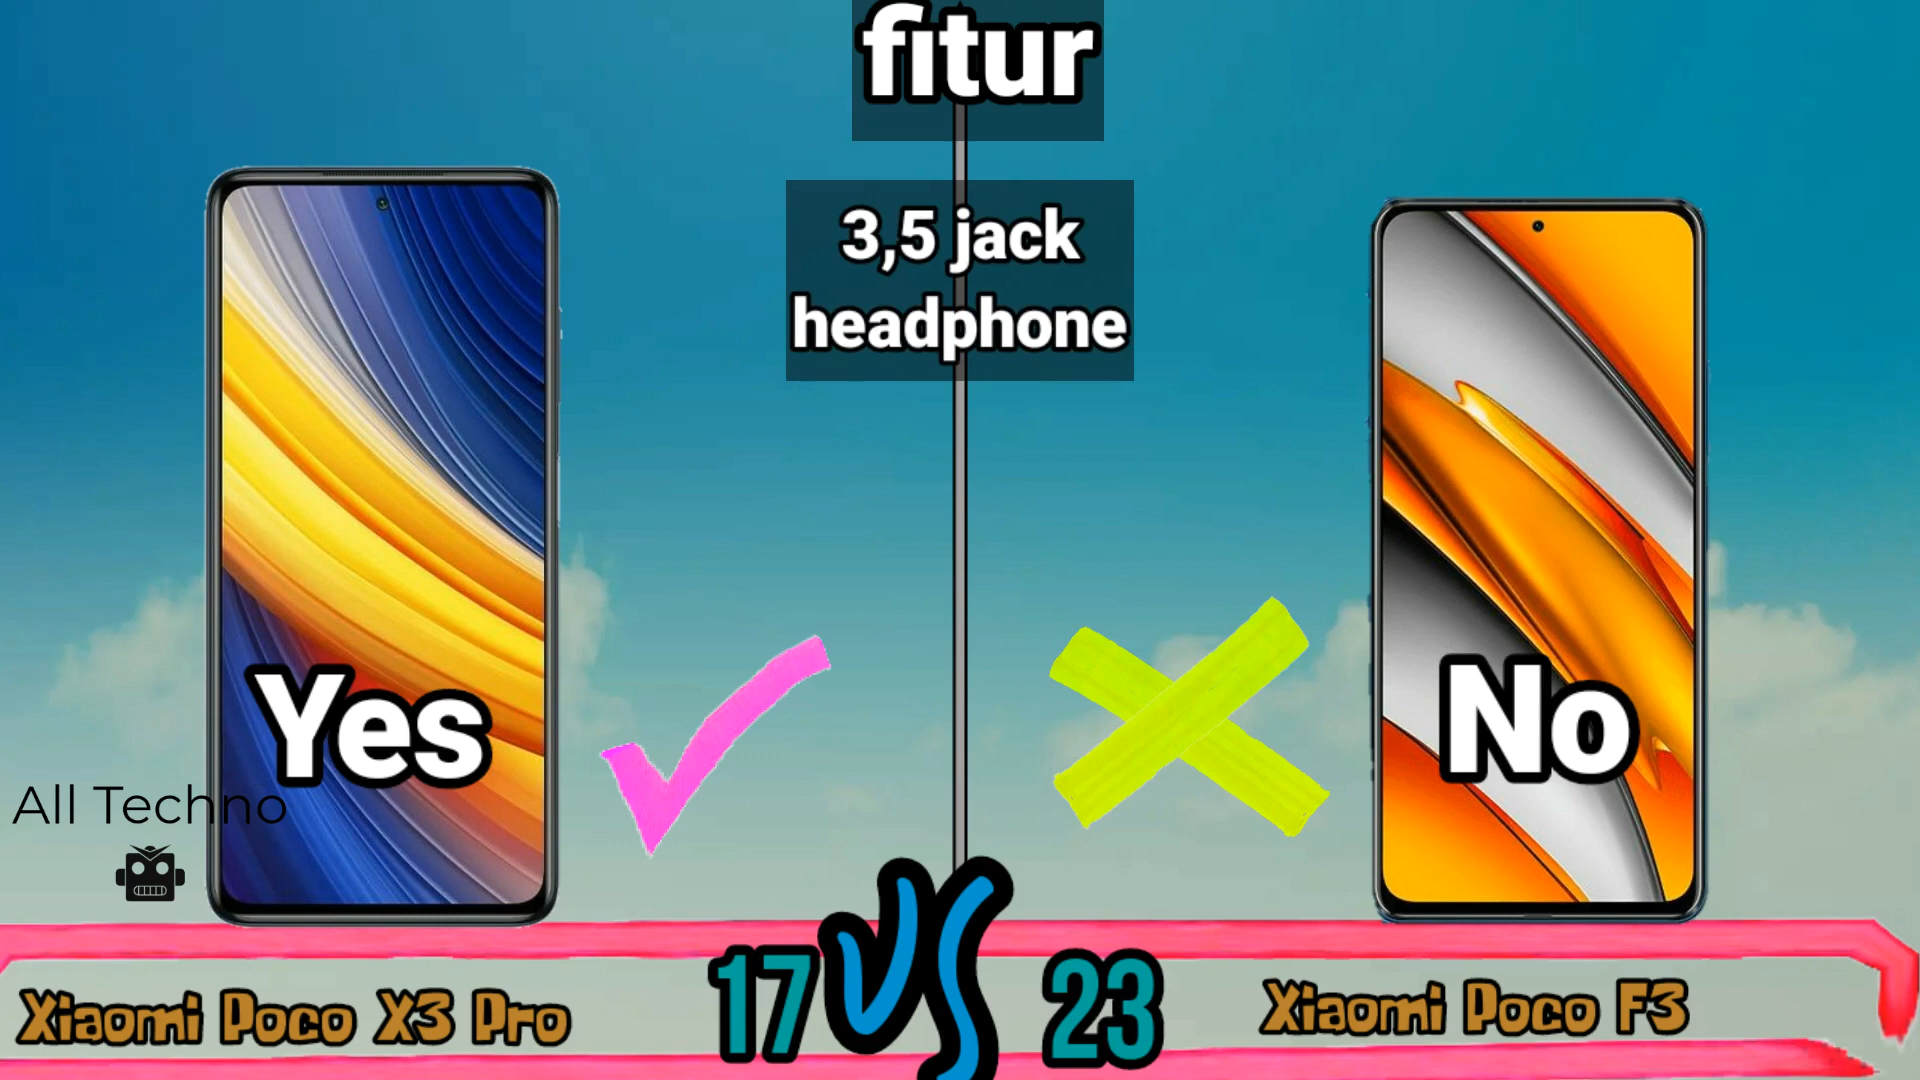 fitur
3,5 jack
headphone
Yes
No
All Techno
17 VS 23
Xiaomi Poco X3 Pro
Xiaomi Poco F3